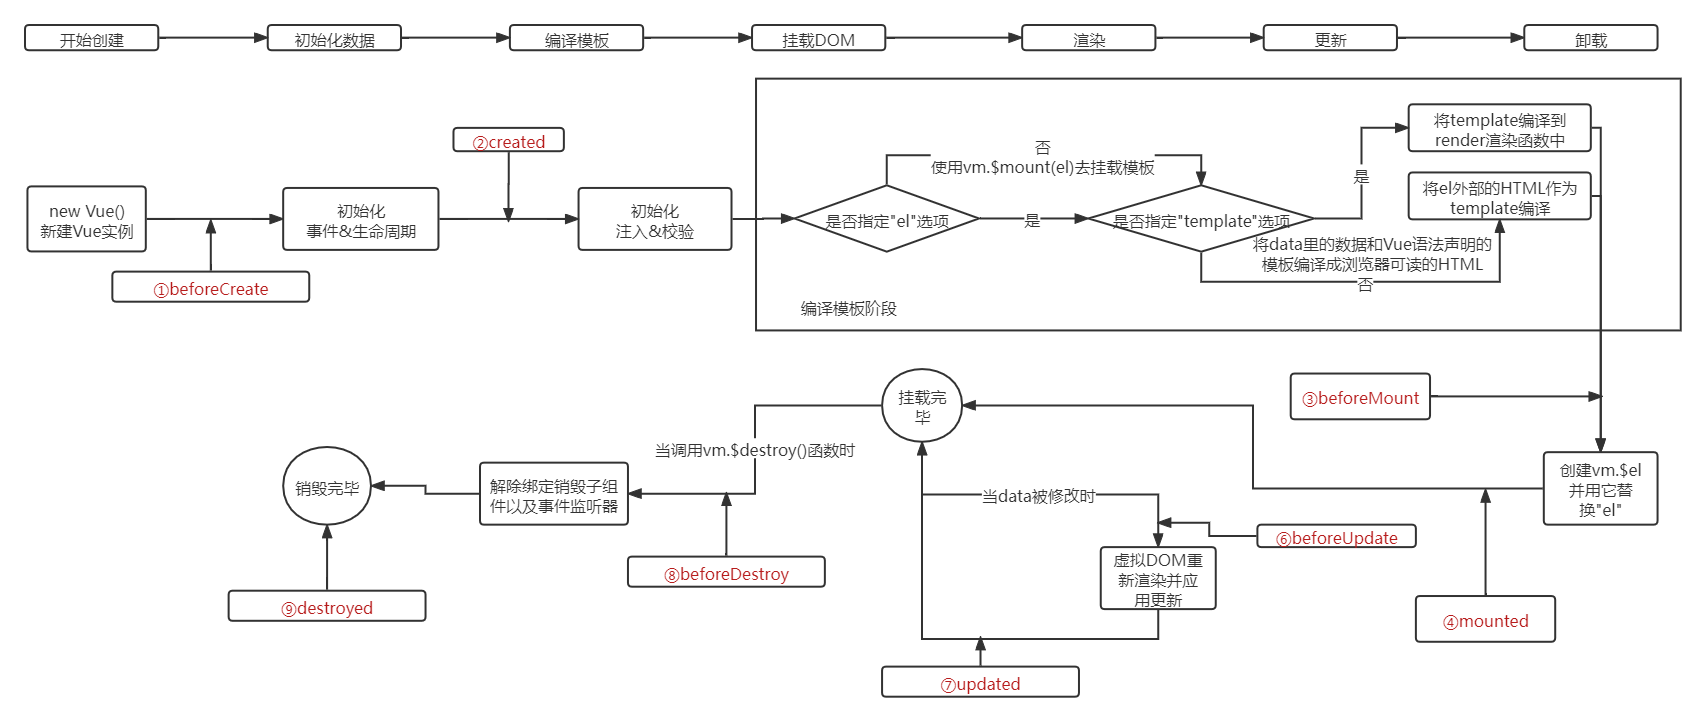 开始创建
初始化数据
编译模板
挂载DOM
渲染
更新
卸载
②created
new Vue()
新建Vue实例
初始化
事件&生命周期
初始化
注入&校验
①beforeCreate
否
使用vm.$mount(el)去挂载模板
是否指定"el"选项
是
是否指定"template"选项
是
将template编译到
render渲染函数中
将el外部的HTML作为
template编译
将data里的数据和Vue语法声明的
模板编译成浏览器可读的HTML
否
编译模板阶段
③beforeMount
创建vm.$el
并用它替
换"el"
④mounted
挂载完
毕
当data被修改时
⑥beforeUpdate
虚拟DOM重
新渲染并应
用更新
⑦updated
当调用vm.$destroy()函数时
解除绑定销毁子组
件以及事件监听器
⑧beforeDestroy
销毁完毕
⑨destroyed